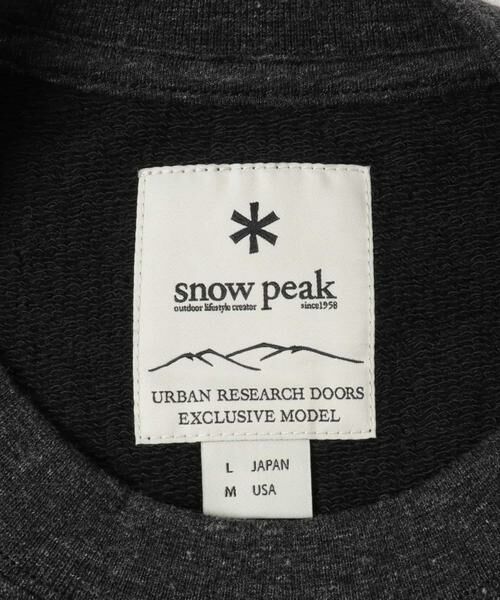 snow peak
outdoor lifestyle creator since1958
URBAN RESEARCH DOORS
EXCLUSIVE MODEL
L JAPAN
M USA